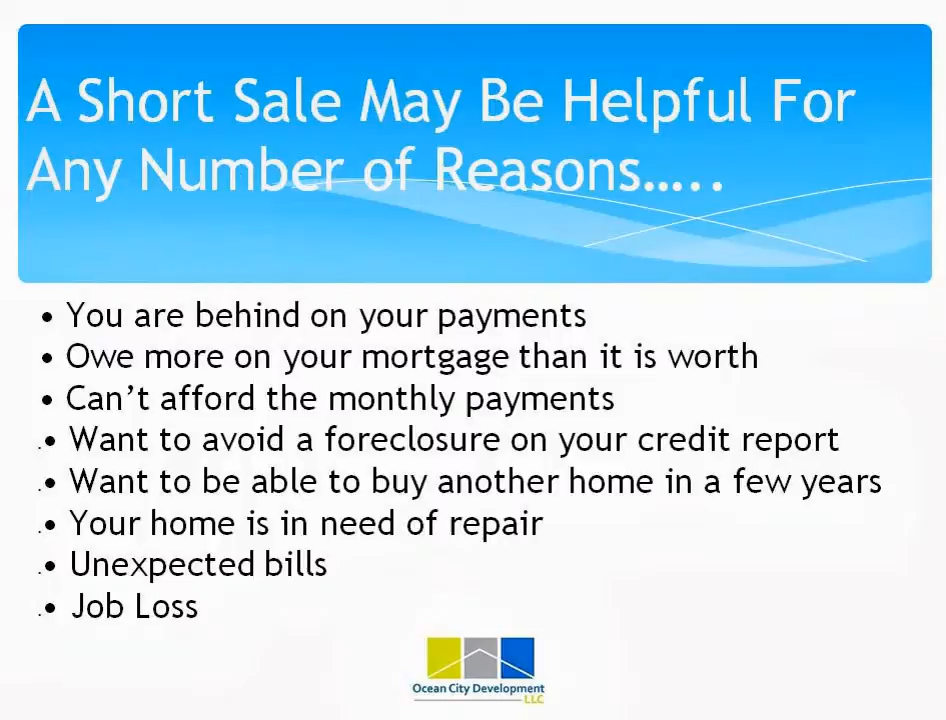 A Short Sale May Be Helpful For
Any Number of Reasons.....
• You are behind on your payments
• Owe more on your mortgage than it is worth
• Can’t afford the monthly payments
.• Want to avoid a foreclosure on your credit report
.• Want to be able to buy another home in a few years
.• Your home is in need of repair
.• Unexpected bills
.• Job Loss
Ocean City Development
LLC